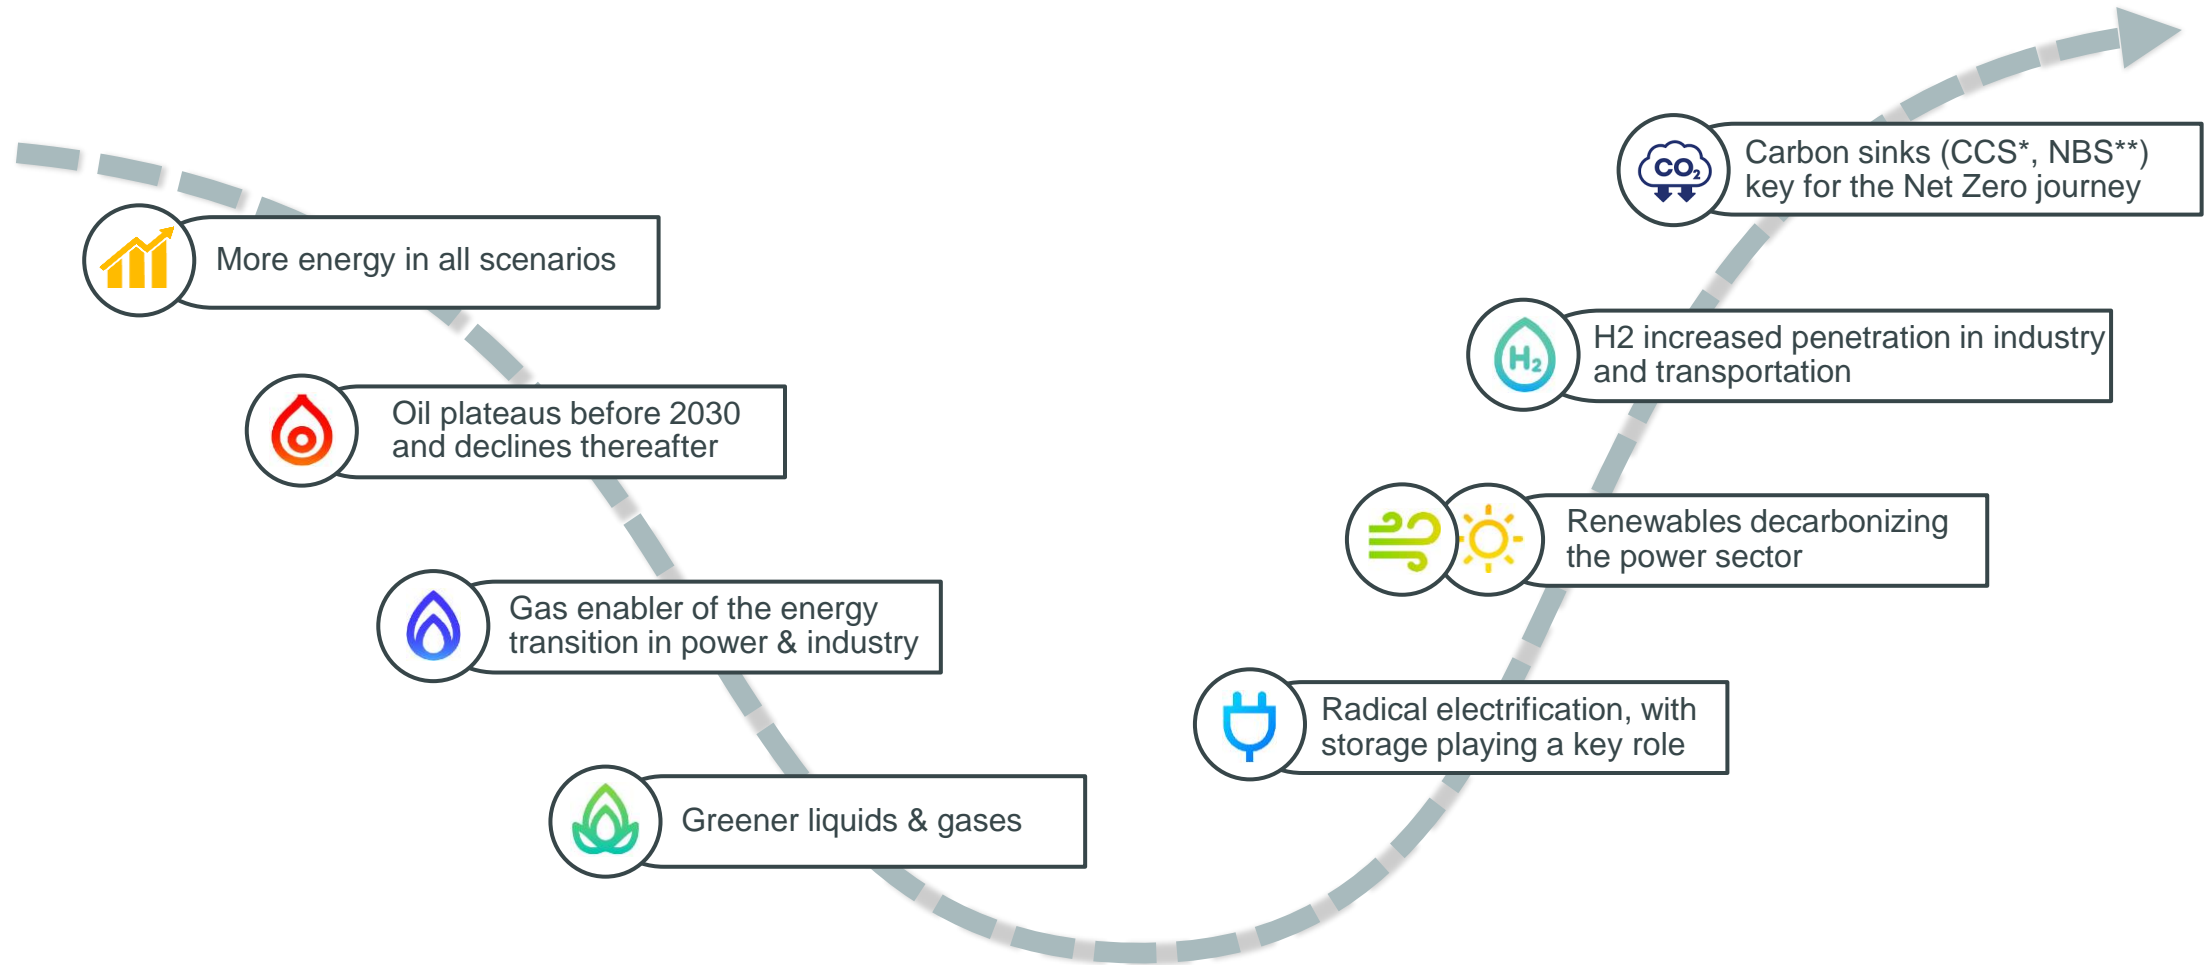 More energy in all scenarios
Oil plateaus before 2030
and declines thereafter
Gas enabler of the energy
transition in power & industry
Greener liquids & gases
Radical electrification, with
storage playing a key role
Renewables decarbonizing
the power sector
H₂
H2 increased penetration in industry
and transportation
CO₂
Carbon sinks (CCS*, NBS**)
key for the Net Zero journey